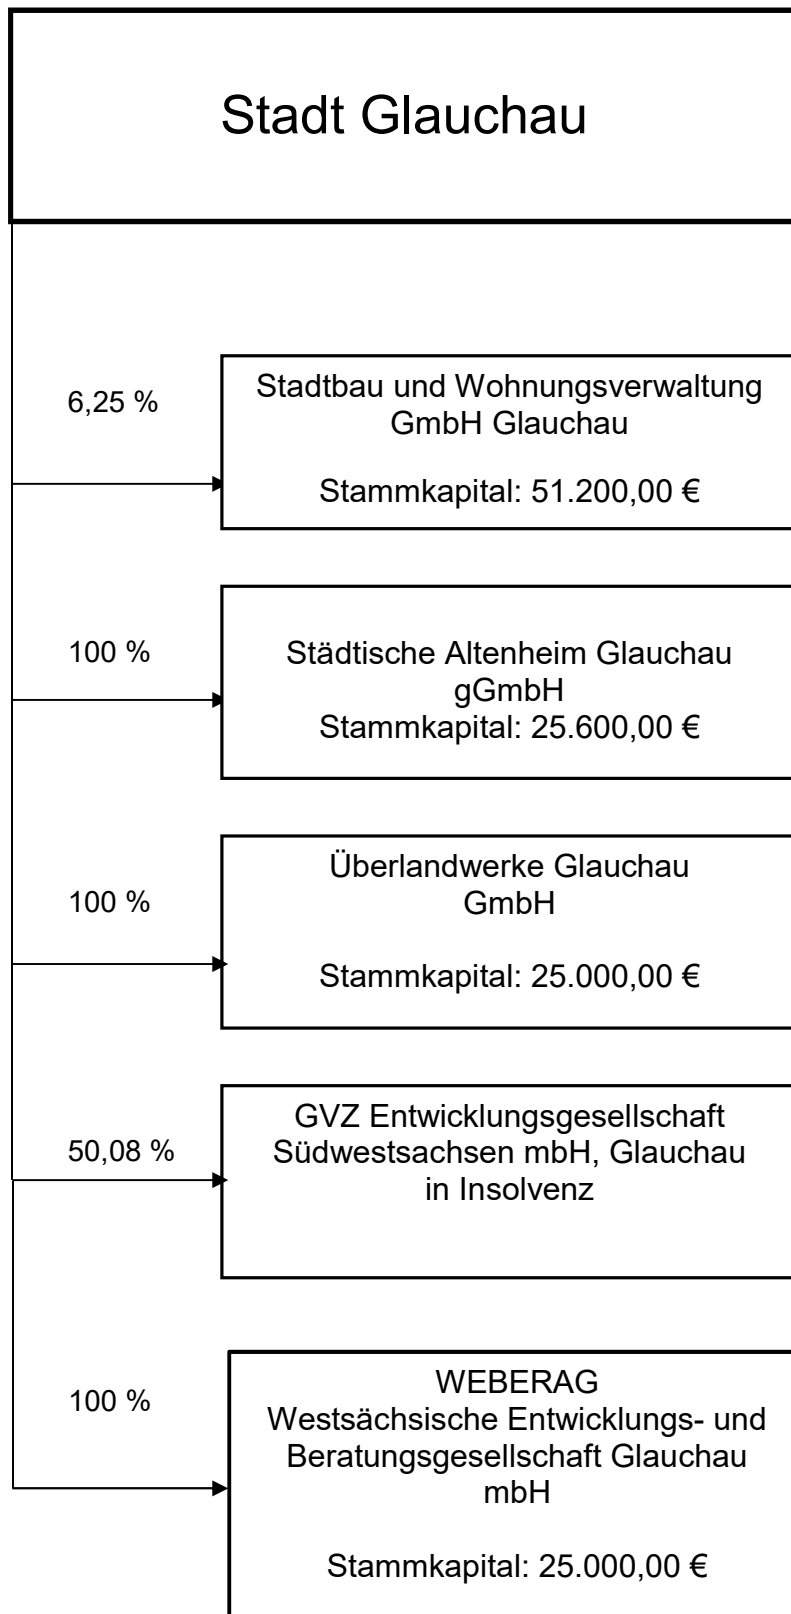 Stadt Glauchau
6,25 %
Stadtbau und Wohnungsverwaltung
GmbH Glauchau
Stammkapital: 51.200,00 €
100 %
Städtische Altenheim Glauchau
gGmbH
Stammkapital: 25.600,00 €
100 %
Überlandwerke Glauchau
GmbH
Stammkapital: 25.000,00 €
50,08 %
GVZ Entwicklungsgesellschaft
Südwestsachsen mbH, Glauchau
in Insolvenz
100 %
WEBERAG
Westsächsische Entwicklungs- und
Beratungsgesellschaft Glauchau
mbH
Stammkapital: 25.000,00 €